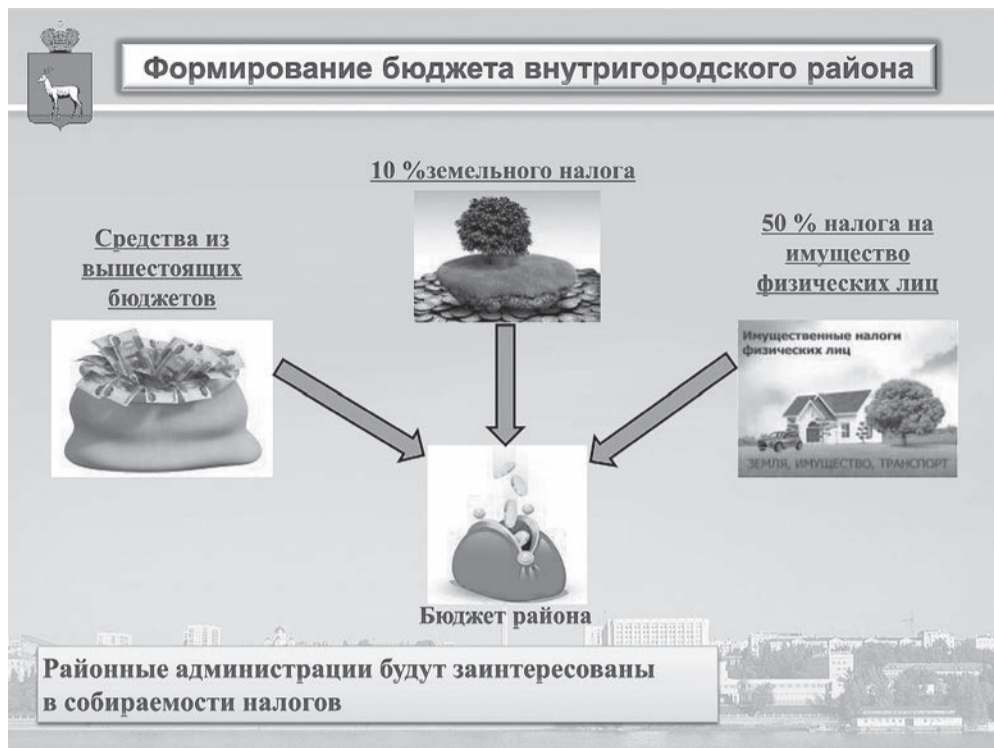 Формирование бюджета внутригородского района
10 %земельного налога
Средства из
вышестоящих
бюджетов
50 % налога на
имущество
физических лиц
Имущественные налоги
физических лиц
ЗЕМЛЯ, ИМУЩЕСТВО, ТРАНСПОРТ
Бюджет района
Районные администрации будут заинтересованы
в собираемости налогов